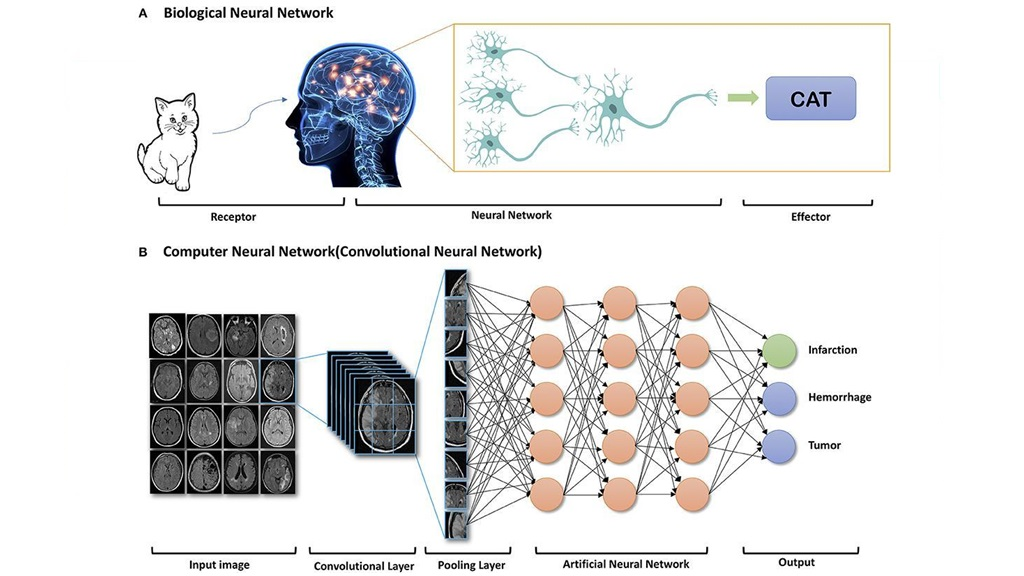 A Biological Neural Network
CAT
Receptor
Neural Network
Effector
B Computer Neural Network(Convolutional Neural Network)
Infarction
Hemorrhage
Tumor
Input image
Convolutional Layer
Pooling Layer
Artificial Neural Network
Output